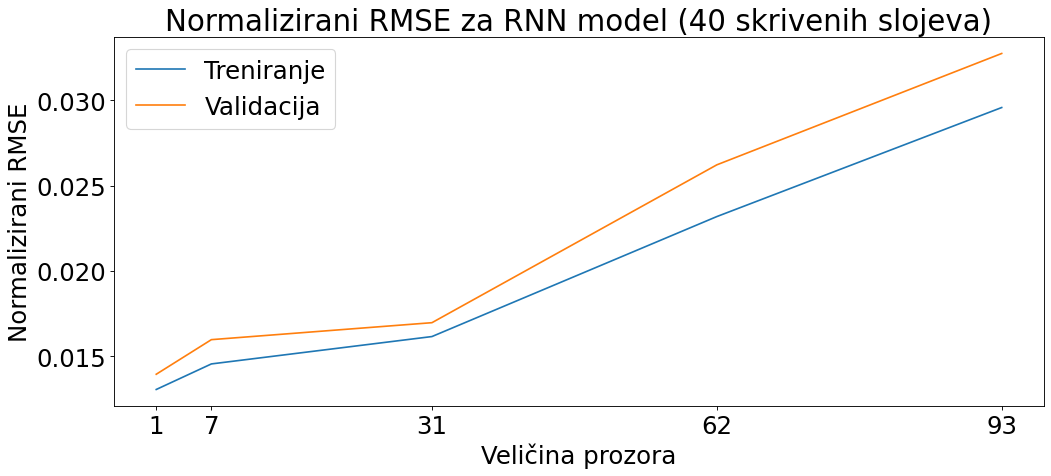 Normalizirani RMSE za RNN model (40 skrivenih slojeva)
Treniranje
Validacija
Normalizirani RMSE
0.030
0.025
0.020
0.015
1 7 31 62 93
Veličina prozora